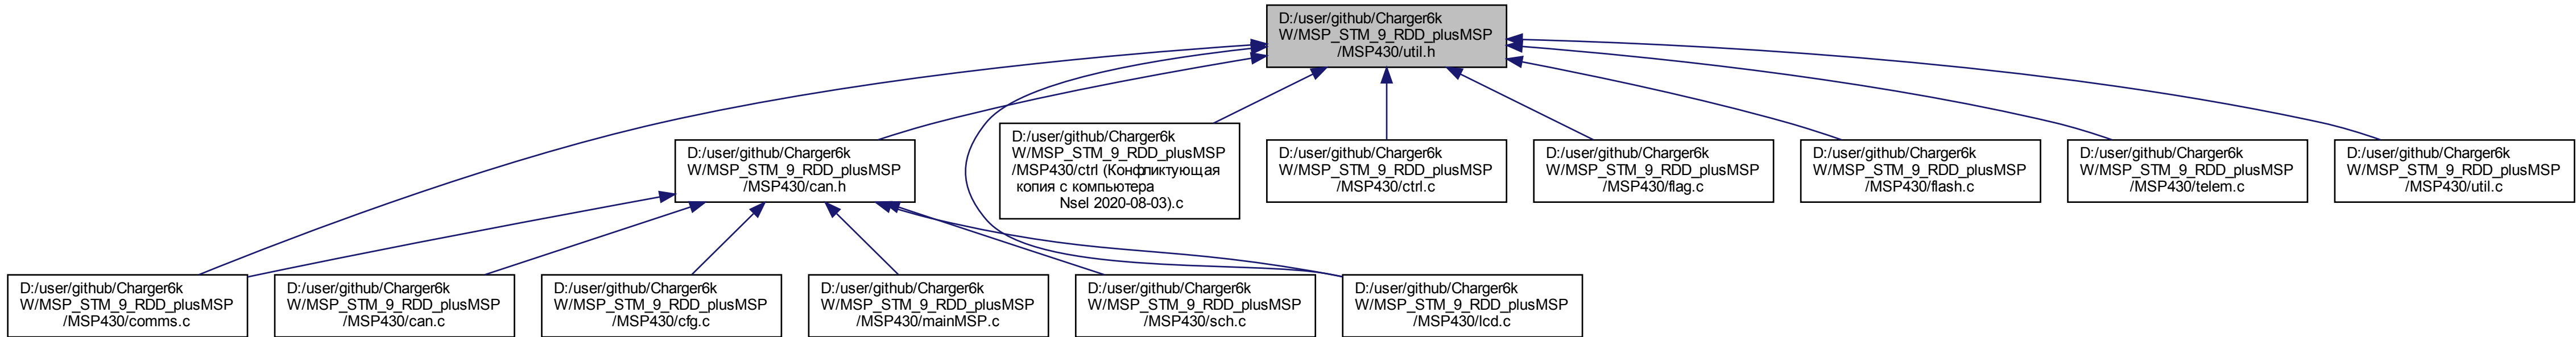 D:/user/github/Charger6k
W/MSP_STM_9_RDD_plusMSP
/MSP430/util.h
D:/user/github/Charger6k
W/MSP_STM_9_RDD_plusMSP
/MSP430/can.h
D:/user/github/Charger6k
W/MSP_STM_9_RDD_plusMSP
/MSP430/ctrl (Конфликтующая
копия с компьютера
Nsel 2020-08-03).c
D:/user/github/Charger6k
W/MSP_STM_9_RDD_plusMSP
/MSP430/ctrl.c
D:/user/github/Charger6k
W/MSP_STM_9_RDD_plusMSP
/MSP430/flag.c
D:/user/github/Charger6k
W/MSP_STM_9_RDD_plusMSP
/MSP430/flash.c
D:/user/github/Charger6k
W/MSP_STM_9_RDD_plusMSP
/MSP430/telem.c
D:/user/github/Charger6k
W/MSP_STM_9_RDD_plusMSP
/MSP430/util.c
D:/user/github/Charger6k
W/MSP_STM_9_RDD_plusMSP
/MSP430/comms.c
D:/user/github/Charger6k
W/MSP_STM_9_RDD_plusMSP
/MSP430/can.c
D:/user/github/Charger6k
W/MSP_STM_9_RDD_plusMSP
/MSP430/cfg.c
D:/user/github/Charger6k
W/MSP_STM_9_RDD_plusMSP
/MSP430/mainMSP.c
D:/user/github/Charger6k
W/MSP_STM_9_RDD_plusMSP
/MSP430/sch.c
D:/user/github/Charger6k
W/MSP_STM_9_RDD_plusMSP
/MSP430/lcd.c